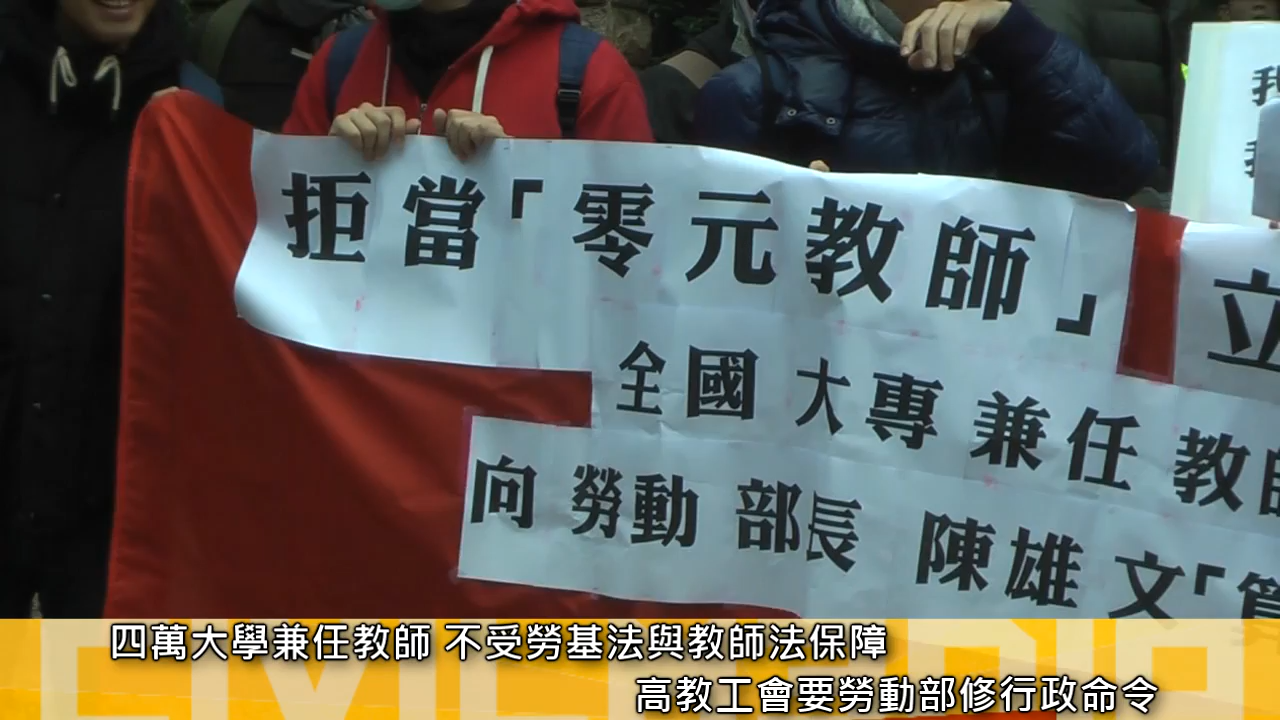 拒當「零元教師」 立
全國大專兼任教師
向勞動部長陳雄文「
我
四萬大學兼任教師 不受勞基法與教師法保障
高教工會要勞動部修行政命令